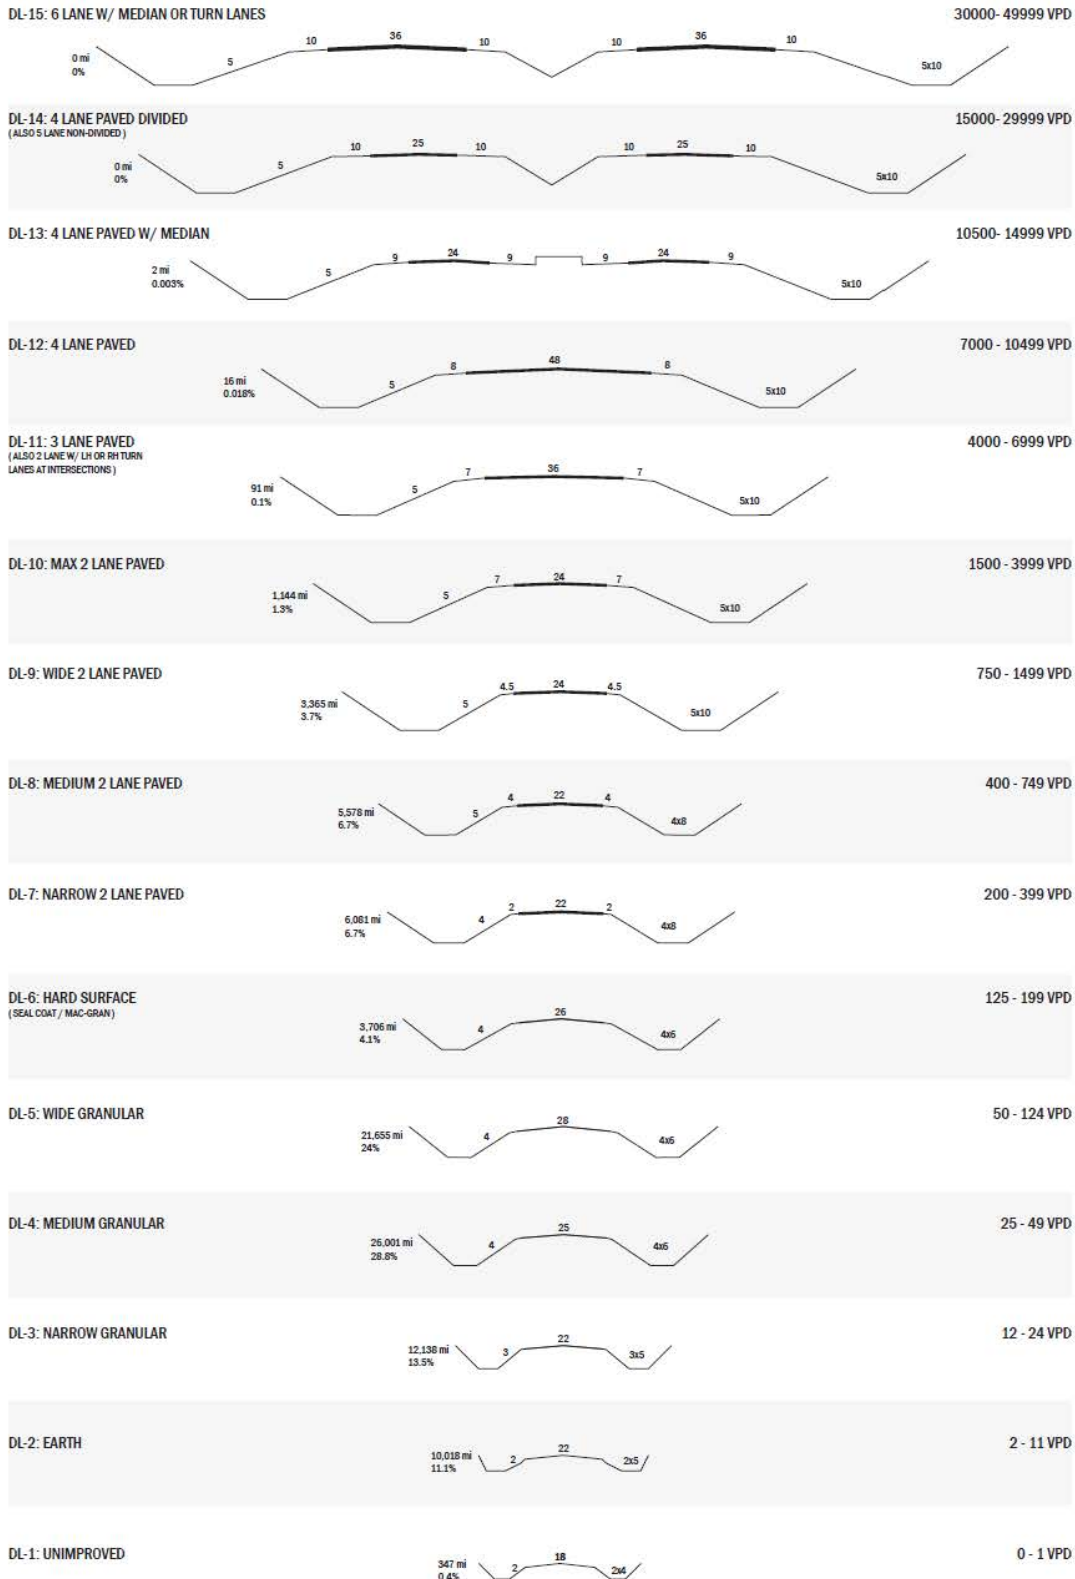 DL-15: 6 LANE W/ MEDIAN OR TURN LANES
30000- 49999 VPD
10 36 10 10 36 10
0 mi
0%
5
5x10
DL-14: 4 LANE PAVED DIVIDED
15000- 29999 VPD
( ALSO 5 LANE NON-DIVIDED )
10 25 10 10 25 10
0 mi
0%
5
5x10
DL-13: 4 LANE PAVED W/ MEDIAN
10500- 14999 VPD
9 24 9 9 24 9
2 mi
0.003%
5
5x10
DL-12: 4 LANE PAVED
7000 - 10499 VPD
8 48 8
16 mi
0.018%
5
5x10
DL-11: 3 LANE PAVED
4000 - 6999 VPD
( ALSO 2 LANE W/ LH OR RH TURN
LANES AT INTERSECTIONS )
7 36 7
91 mi
0.1%
5
5x10
DL-10: MAX 2 LANE PAVED
1500 - 3999 VPD
7 24 7
1,144 mi
1.3%
5
5x10
DL-9: WIDE 2 LANE PAVED
750 - 1499 VPD
4.5 24 4.5
3,365 mi
3.7%
5
5x10
DL-8: MEDIUM 2 LANE PAVED
400 - 749 VPD
4 22 4
5,578 mi
6.7%
5
4x8
DL-7: NARROW 2 LANE PAVED
200 - 399 VPD
2 22 2
6,081 mi
6.7%
4
4x8
DL-6: HARD SURFACE
125 - 199 VPD
( SEAL COAT / MAC-GRAN )
26
3,706 mi
4.1%
4
4x6
DL-5: WIDE GRANULAR
50 - 124 VPD
28
21,655 mi
24%
4
4x6
DL-4: MEDIUM GRANULAR
25 - 49 VPD
25
26,001 mi
28.8%
4
4x6
DL-3: NARROW GRANULAR
12 - 24 VPD
22
12,138 mi
13.5%
3
3x5
DL-2: EARTH
2 - 11 VPD
22
10,018 mi
11.1%
2
2x5
DL-1: UNIMPROVED
0 - 1 VPD
18
347 mi
0.4%
2
2x4